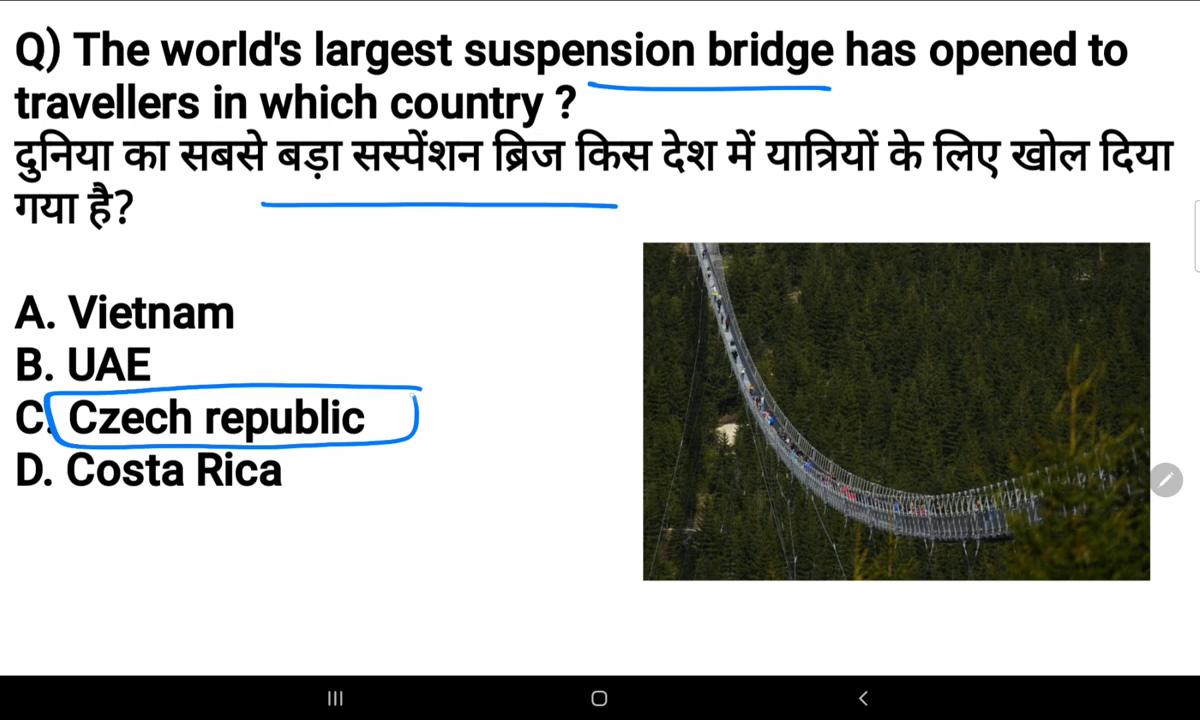 Q) The world's largest suspension bridge has opened to
travellers in which country ?
दुनिया का सबसे बड़ा सस्पेंशन ब्रिज किस देश में यात्रियों के लिए खोल दिया
गया है?
A. Vietnam
B. UAE
C. Czech republic
D. Costa Rica